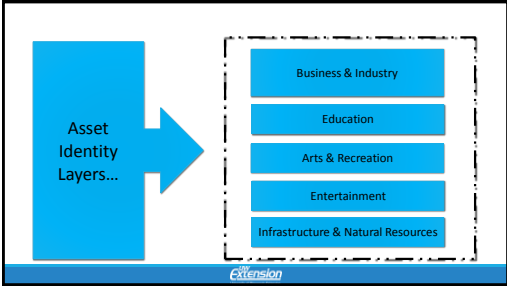 Asset
Identity
Layers...
Business & Industry
Education
Arts & Recreation
Entertainment
Infrastructure & Natural Resources
UW
Extension